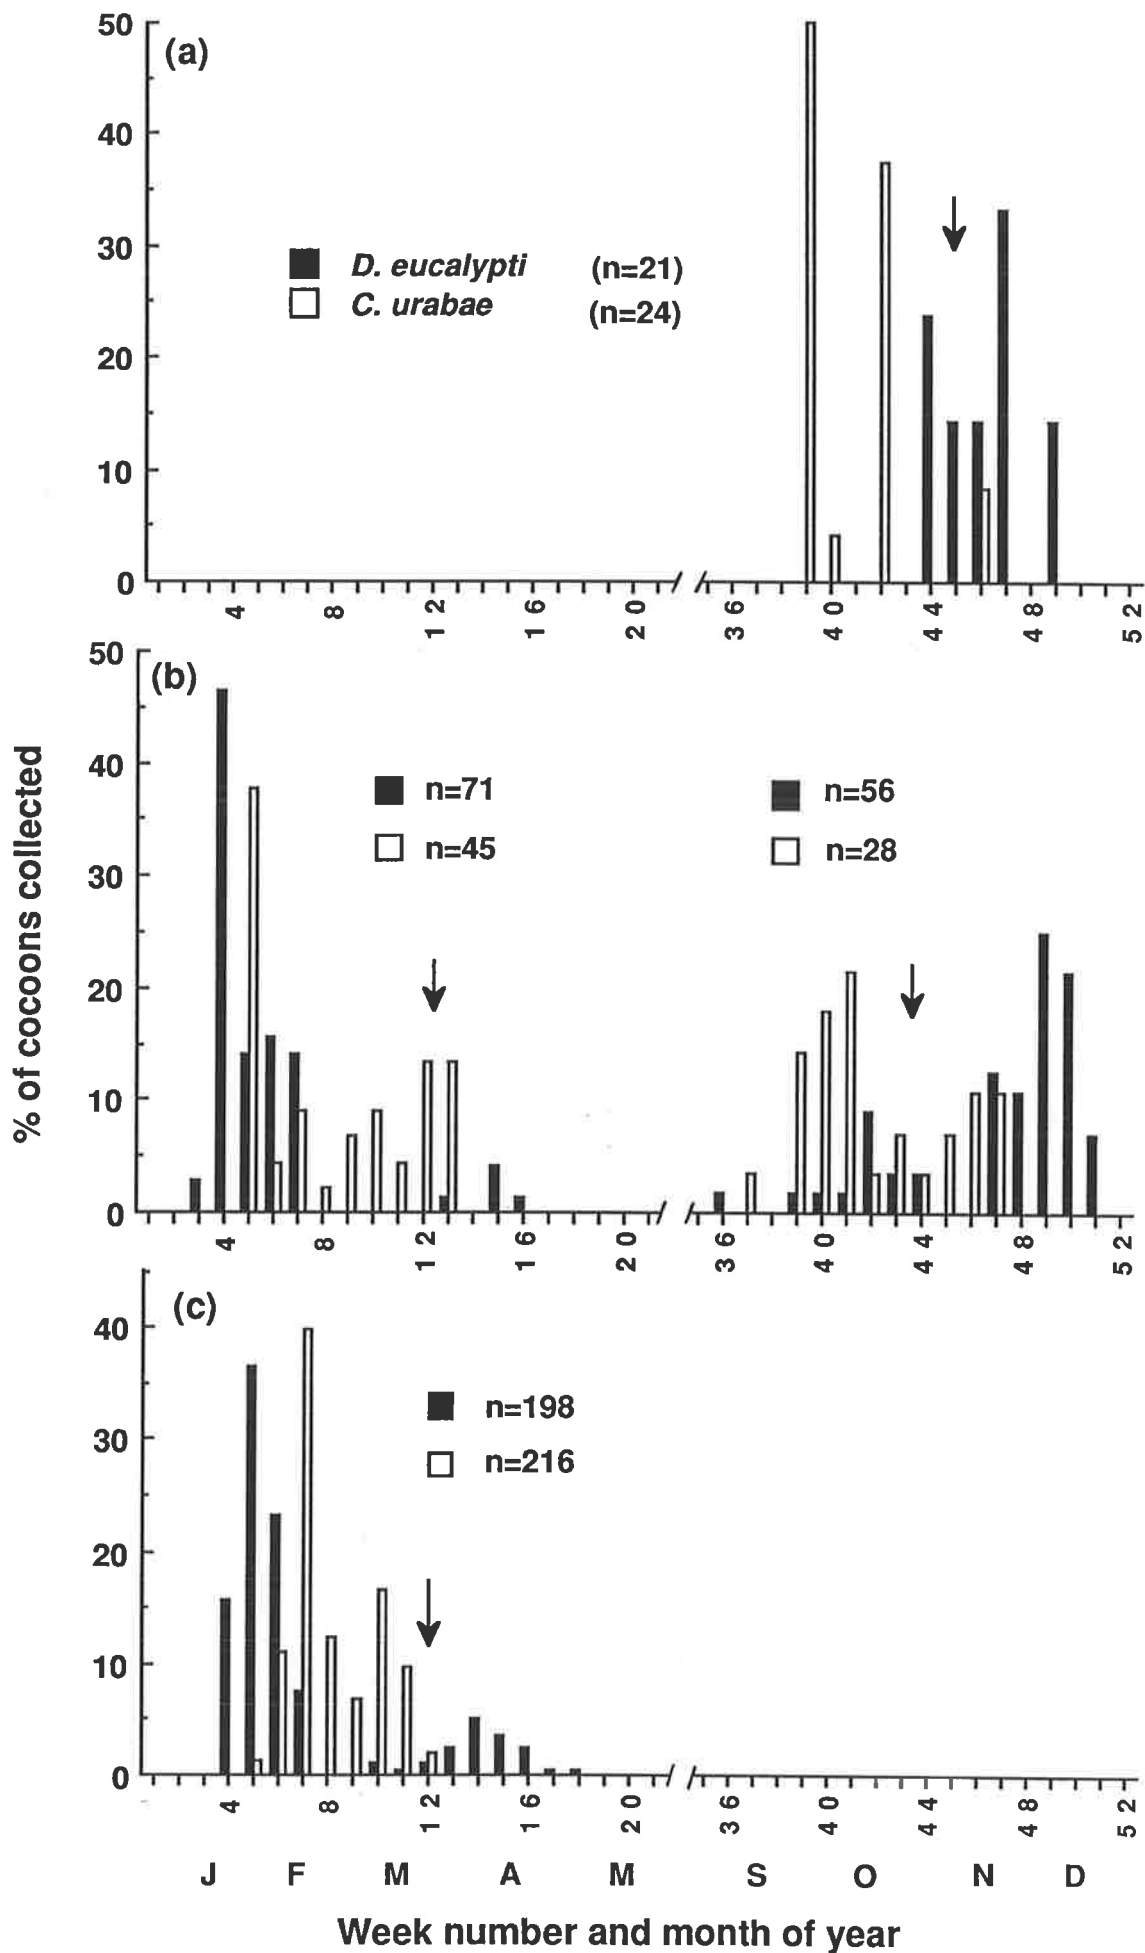 50
(a)
40
30
D. eucalypti (n=21)
C. urabae (n=24)
20
10
0
4 8 12 16 20 36 40 44 48 52
50
(b)
40
n=71 n=56
n=45 n=28
30
20
10
0
4 8 12 16 20 36 40 44 48 52
% of cocoons collected
(c)
40
n=198
30
n=216
20
10
0
4 8 12 16 20 36 40 44 48 52
J F M A M S O N D
Week number and month of year